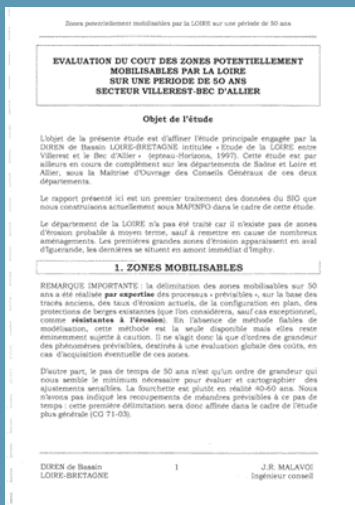 Zones potentiellement mobilisables par la LOIRE sur une période de 50 ans
EVALUATION DU COUT DES ZONES POTENTIELLEMENT
MOBILISABLES PAR LA LOIRE
SUR UNE PERIODE DE 50 ANS
SECTEUR VILLEREST-BEC D'ALLIER
Objet de l'étude
L'objet de la présente étude est d'affiner l'étude principale engagée par la
DIREN de Bassin LOIRE-BRETAGNE intitulée « Etude de la LOIRE entre
Villerest et le Bec d'Allier » (epteau-Horizons, 1997). Cette étude est par
ailleurs en cours de complément sur les départements de Saône et Loire et
Allier, sous la Maîtrise d'Ouvrage des Conseils Généraux de ces deux
départements.
Le rapport présenté ici est un premier traitement des données du SIG que
nous construisons actuellement sous MAPINFO dans le cadre de cette étude.
Le département de la LOIRE n'a pas été traité car il n'existe pas de zones
d'érosion probable à moyen terme, sauf à remettre en cause de nombreux
aménagements. Les premières grandes zones d'érosion apparaissent en aval
d'Iguerande, les dernières se situent en amont immédiat d'Imphy.
1. ZONES MOBILISABLES
REMARQUE IMPORTANTE : la délimitation des zones mobilisables sur 50
ans a été réalisée par expertise des processus « prévisibles », sur la base des
tracés anciens, des taux d'érosion actuels, de la configuration en plan, des
protections de berges existantes (que l'on considérera, sauf cas exceptionnel,
comme résistantes à l'érosion). En l'absence de méthode fiables de
modélisation, cette méthode est la seule disponible mais elles reste
éminemment sujette à caution. Il ne s'agit donc là que d'ordres de grandeur
des phénomènes prévisibles, destinés à une évaluation globale des coûts, en
cas d'acquisition éventuelle de ces zones.
D'autre part, le pas de temps de 50 ans n'est qu'un ordre de grandeur qui
nous semble le minimum nécessaire pour évaluer et cartographier des
ajustements sensibles. La fourchette est plutôt en réalité 40-60 ans. Nous
n'avons pas indiqué les recoupements de méandres prévisibles à ce pas de
temps : cette première délimitation sera donc affinée dans le cadre de l'étude
plus générale (CG 71-03).
DIREN de Bassin 1 J.R. MALAVOI
LOIRE-BRETAGNE Ingénieur conseil